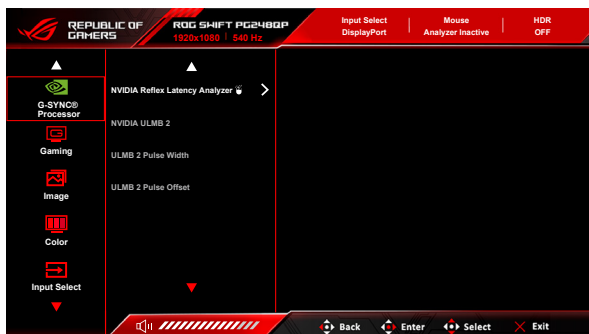 REPUBLIC OF
GAMERS
ROG SWIFT PG248QP
1920x1080 | 540 Hz
Input Select
DisplayPort
Mouse
Analyzer Inactive
HDR
OFF
G-SYNC®
Processor
Gaming
Image
Color
Input Select
NVIDIA Reflex Latency Analyzer
NVIDIA ULMB 2
ULMB 2 Pulse Width
ULMB 2 Pulse Offset
Back
Enter
Select
Exit